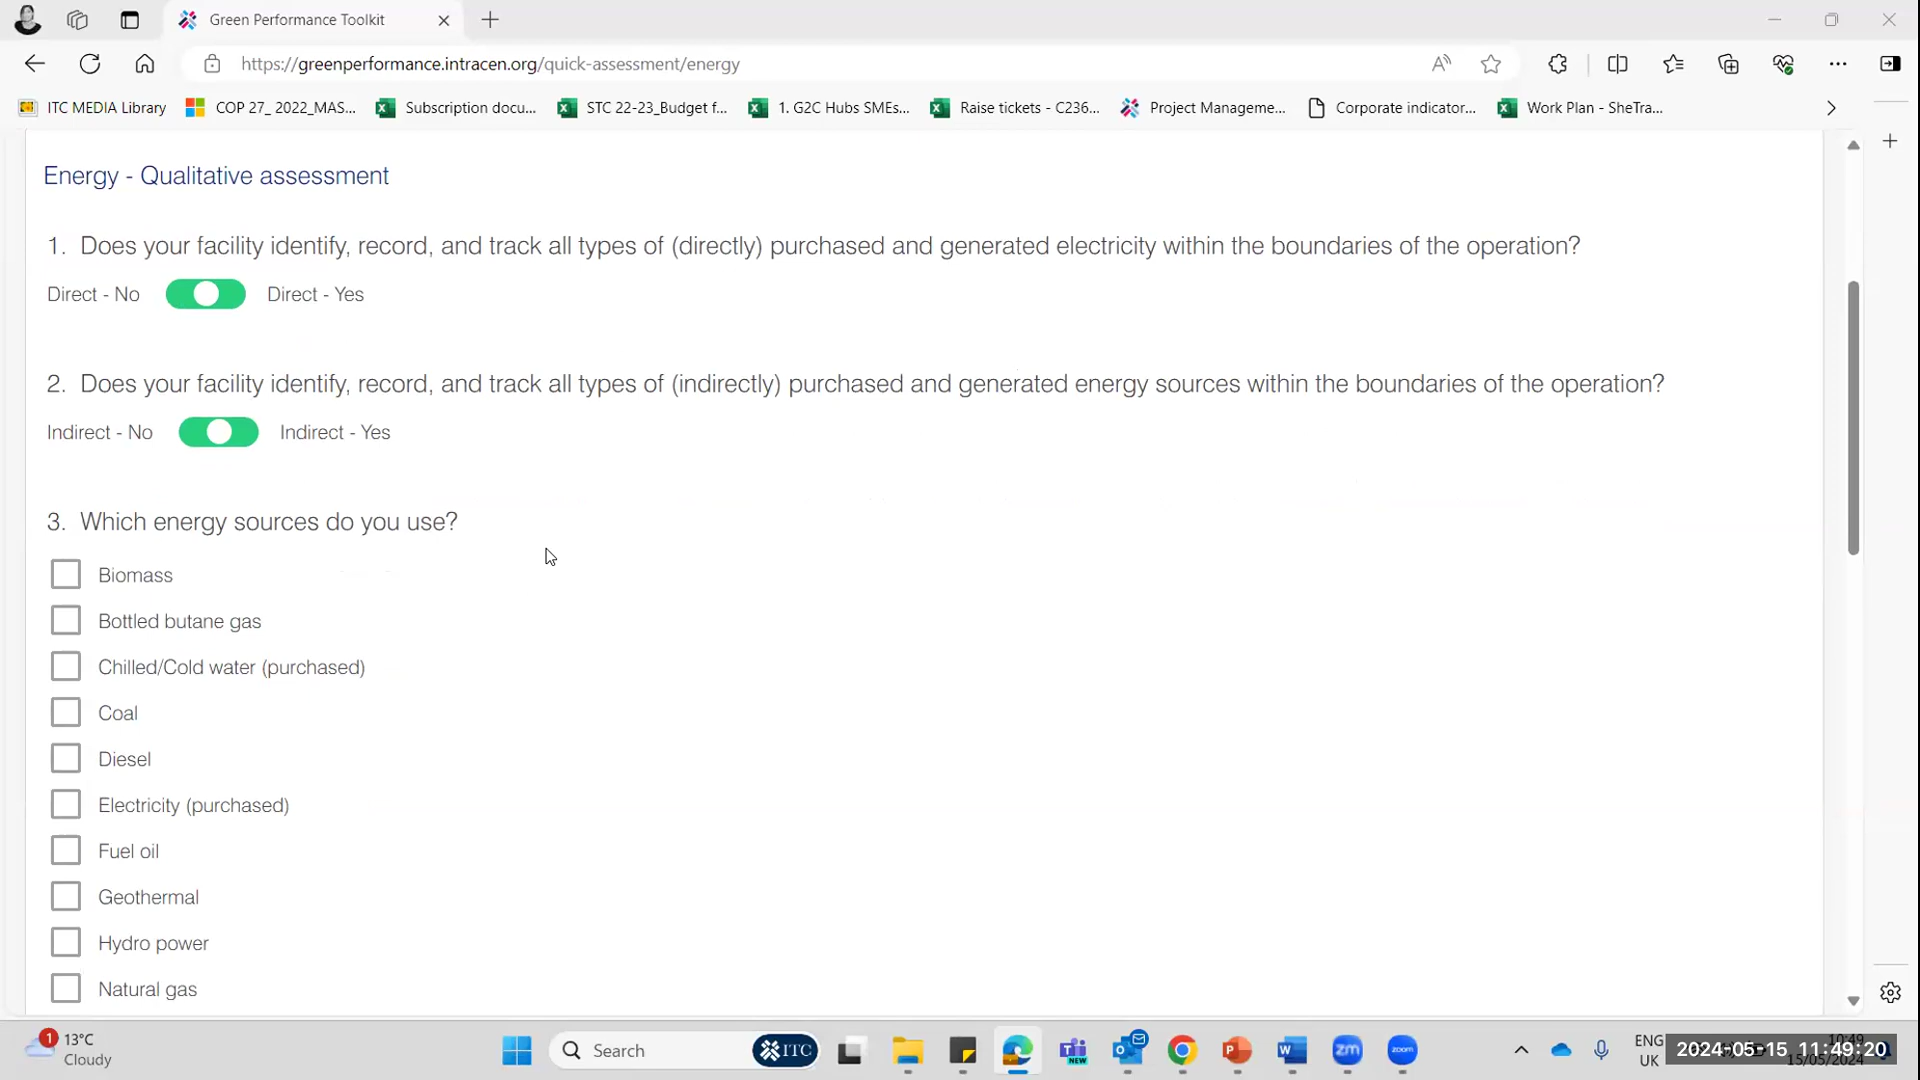 Green Performance Toolkit
https://greenperformance.intracen.org/quick-assessment/energy
ITC MEDIA Library
COP 27_ 2022_MAS...
Subscription docu...
STC 22-23_Budget f...
1. G2C Hubs SMEs...
Raise tickets - C236...
Project Manageme...
Corporate indicator...
Work Plan - SheTra...
Energy - Qualitative assessment
1. Does your facility identify, record, and track all types of (directly) purchased and generated electricity within the boundaries of the operation?
Direct - No
Direct - Yes
2. Does your facility identify, record, and track all types of (indirectly) purchased and generated energy sources within the boundaries of the operation?
Indirect - No
Indirect - Yes
3. Which energy sources do you use?
Biomass
Bottled butane gas
Chilled/Cold water (purchased)
Coal
Diesel
Electricity (purchased)
Fuel oil
Geothermal
Hydro power
Natural gas
1
13°C
Cloudy
Search
ITC
NEW
zm
zoom
ENG
UK
2024-05-15 11:49:20